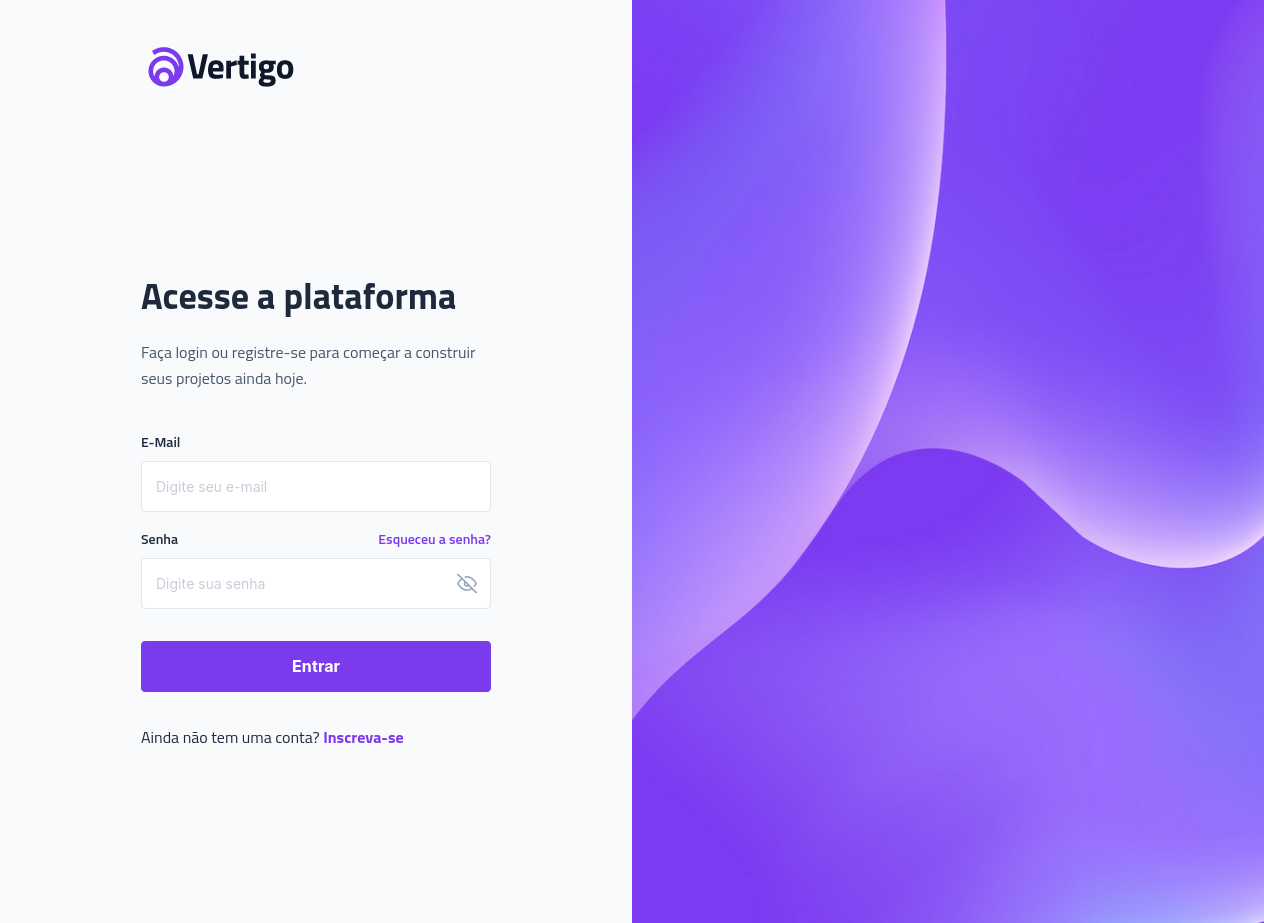 Vertigo
Acesse a plataforma
Faça login ou registre-se para começar a construir
seus projetos ainda hoje.
E-Mail
Digite seu e-mail
Senha Esqueceu a senha?
Digite sua senha
Entrar
Ainda não tem uma conta? Inscreva-se